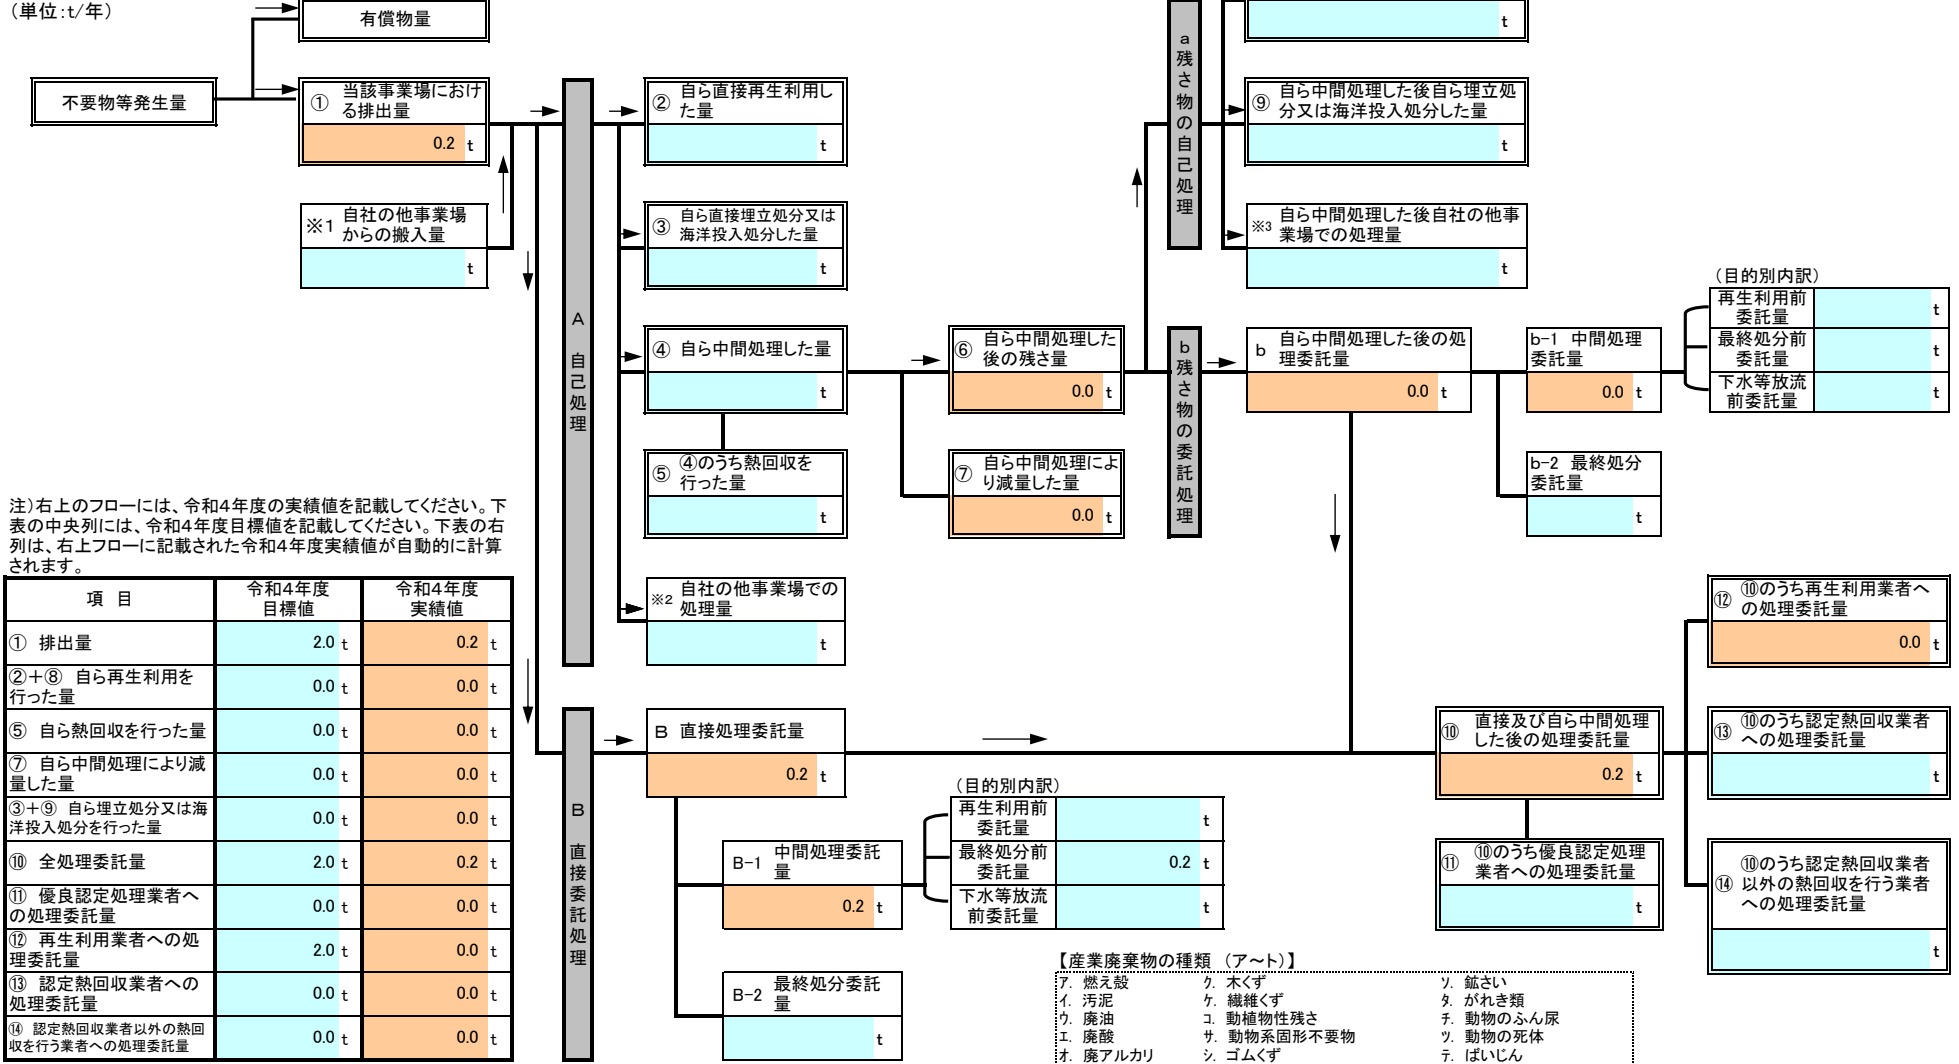 （単位：t/年）
有償物量
不要物等発生量
① 当該事業場におけ
る排出量
0.2 t
※1 自社の他事業場
からの搬入量
t
A 自己処理
② 自ら直接再生利用し
た量
t
③ 自ら直接埋立処分又は
海洋投入処分した量
t
④ 自ら中間処理した量
t
⑤ ④のうち熱回収を
行った量
t
※2 自社の他事業場での
処理量
t
⑥ 自ら中間処理した
後の残さ量
0.0 t
⑦ 自ら中間処理によ
り減量した量
0.0 t
a 残さ物の自己処理
t
⑨ 自ら中間処理した後自ら埋立処
分又は海洋投入処分した量
t
※3 自ら中間処理した後自社の他事
業場での処理量
t
b 残さ物の委託処理
b 自ら中間処理した後の処
理委託量
0.0 t
b-1 中間処理
委託量
0.0 t
b-2 最終処分
委託量
t
（目的別内訳）
再生利用前
委託量 t
最終処分前
委託量 t
下水等放流
前委託量 t
注）右上のフローには、令和4年度の実績値を記載してください。下
表の中央列には、令和4年度目標値を記載してください。下表の右
列は、右上フローに記載された令和4年度実績値が自動的に計算
されます。
項 目 令和4年度
目標値 令和4年度
実績値
① 排出量 2.0 t 0.2 t
②＋⑧ 自ら再生利用を
行った量 0.0 t 0.0 t
⑤ 自ら熱回収を行った量 0.0 t 0.0 t
⑦ 自ら中間処理により減
量した量 0.0 t 0.0 t
③＋⑨ 自ら埋立処分又は海
洋投入処分を行った量 0.0 t 0.0 t
⑩ 全処理委託量 2.0 t 0.2 t
⑪ 優良認定処理業者へ
の処理委託量 0.0 t 0.0 t
⑫ 再生利用業者への処
理委託量 2.0 t 0.0 t
⑬ 認定熱回収業者への
処理委託量 0.0 t 0.0 t
⑭ 認定熱回収業者以外の熱回
収を行う業者への処理委託量 0.0 t 0.0 t
B 直接委託処理
B 直接処理委託量
0.2 t
B-1 中間処理委託
量
0.2 t
B-2 最終処分委託
量
t
（目的別内訳）
再生利用前
委託量 t
最終処分前
委託量 0.2 t
下水等放流
前委託量 t
⑩ 直接及び自ら中間処理
した後の処理委託量
0.2 t
⑪ ⑩のうち優良認定処理
業者への処理委託量
t
⑫ ⑩のうち再生利用業者へ
の処理委託量
0.0 t
⑬ ⑩のうち認定熱回収業者
への処理委託量
t
⑭ ⑩のうち認定熱回収業者
以外の熱回収を行う業者
への処理委託量
t
【産業廃棄物の種類 （ア～ト）】
ア. 燃え殻 ク. 木くず ソ. 鉱さい
イ. 汚泥 ケ. 繊維くず タ. がれき類
ウ. 廃油 コ. 動植物性残さ チ. 動物のふん尿
エ. 廃酸 サ. 動物系固形不要物 ツ. 動物の死体
オ. 廃アルカリ シ. ゴムくず テ. ばいじん